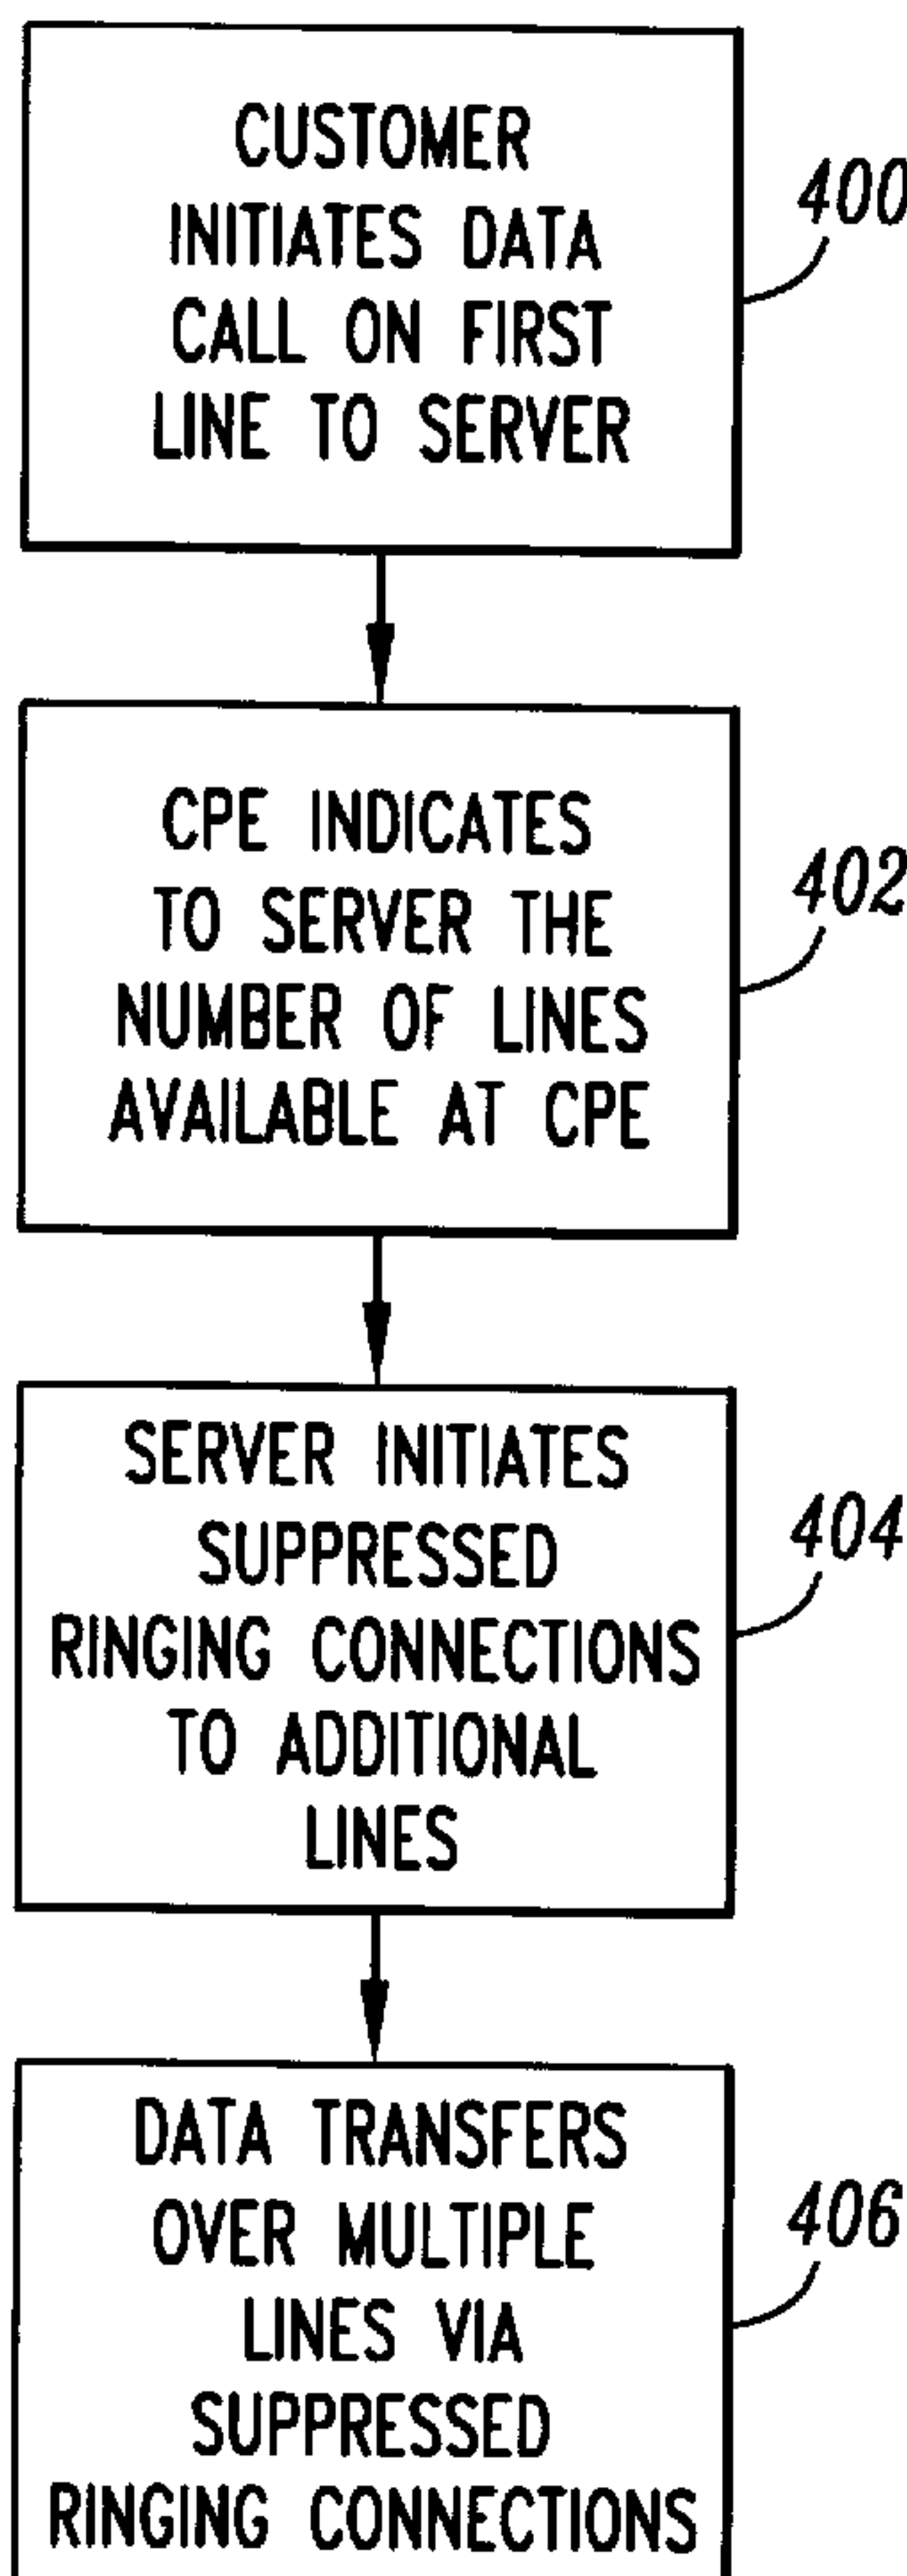 CUSTOMER
INITIATES DATA
CALL ON FIRST
LINE TO SERVER
400
CPE INDICATES
TO SERVER THE
NUMBER OF LINES
AVAILABLE AT CPE
402
SERVER INITIATES
SUPPRESSED
RINGING CONNECTIONS
TO ADDITIONAL
LINES
404
DATA TRANSFERS
OVER MULTIPLE
LINES VIA
SUPPRESSED
RINGING CONNECTIONS
406